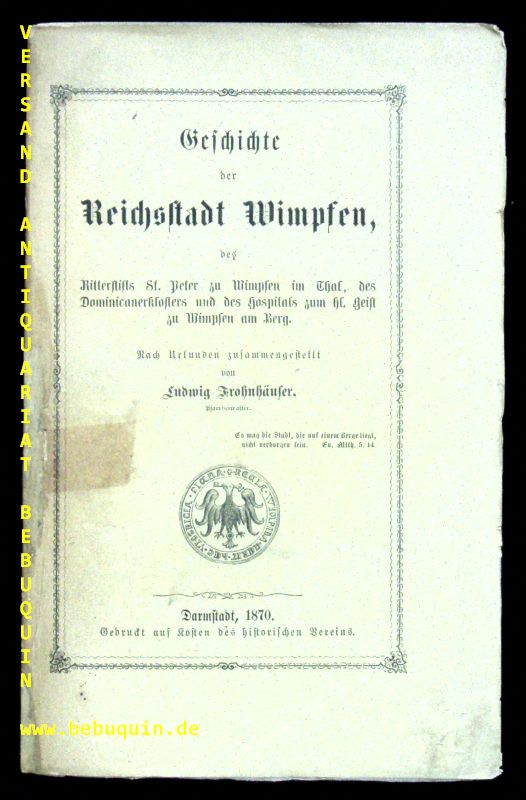 VERSAND ANTIQUARIAT BEBUQUIN
Geschichte
der
Reichsstadt Wimpfen,
des
Ritterstifts St. Peter zu Wimpfen im Thal, des
Dominicanerklosters und des Hospitals zum hl. Geist
zu Wimpfen am Berg.
Nach Urkunden zusammengestellt
von
Ludwig Frohnhäuser.
Pfarrverwalter.
Es mag die Stadt, die auf einem Berge liegt,
nicht verborgen sein. Ev. Mtth. 5. 14.
Darmstadt, 1870.
Gedruckt auf Kosten des historischen Vereins.
www.bebuquin.de